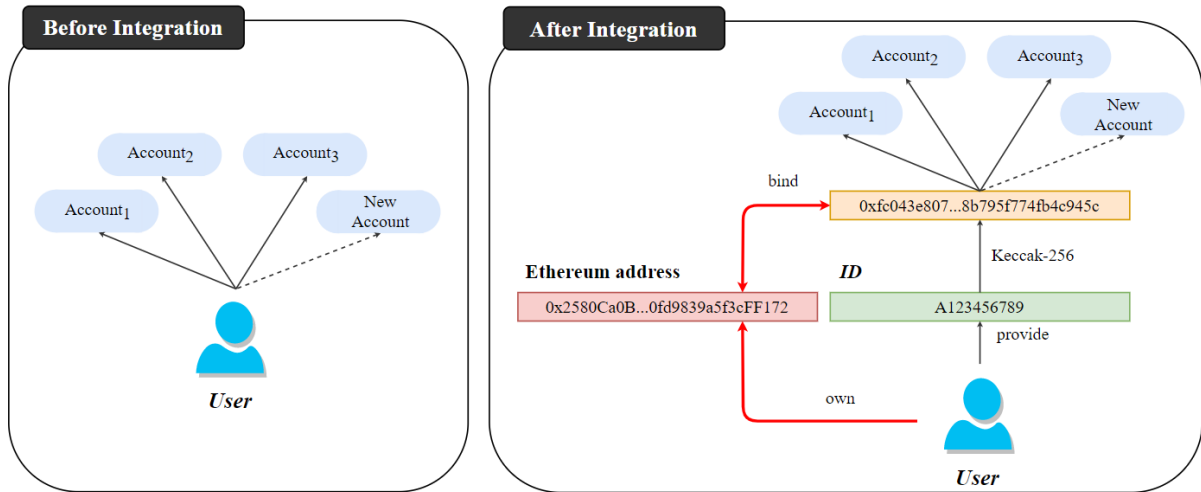 Before Integration
Account2
Account3
Account1
New
Account
User
After Integration
Account2
Account3
Account1
New
Account
bind
0xfc043e807...8b795f774fb4c945c
Keccak-256
Ethereum address
ID
0x2580Ca0B...0fd9839a5f3cFF172
A123456789
provide
own
User